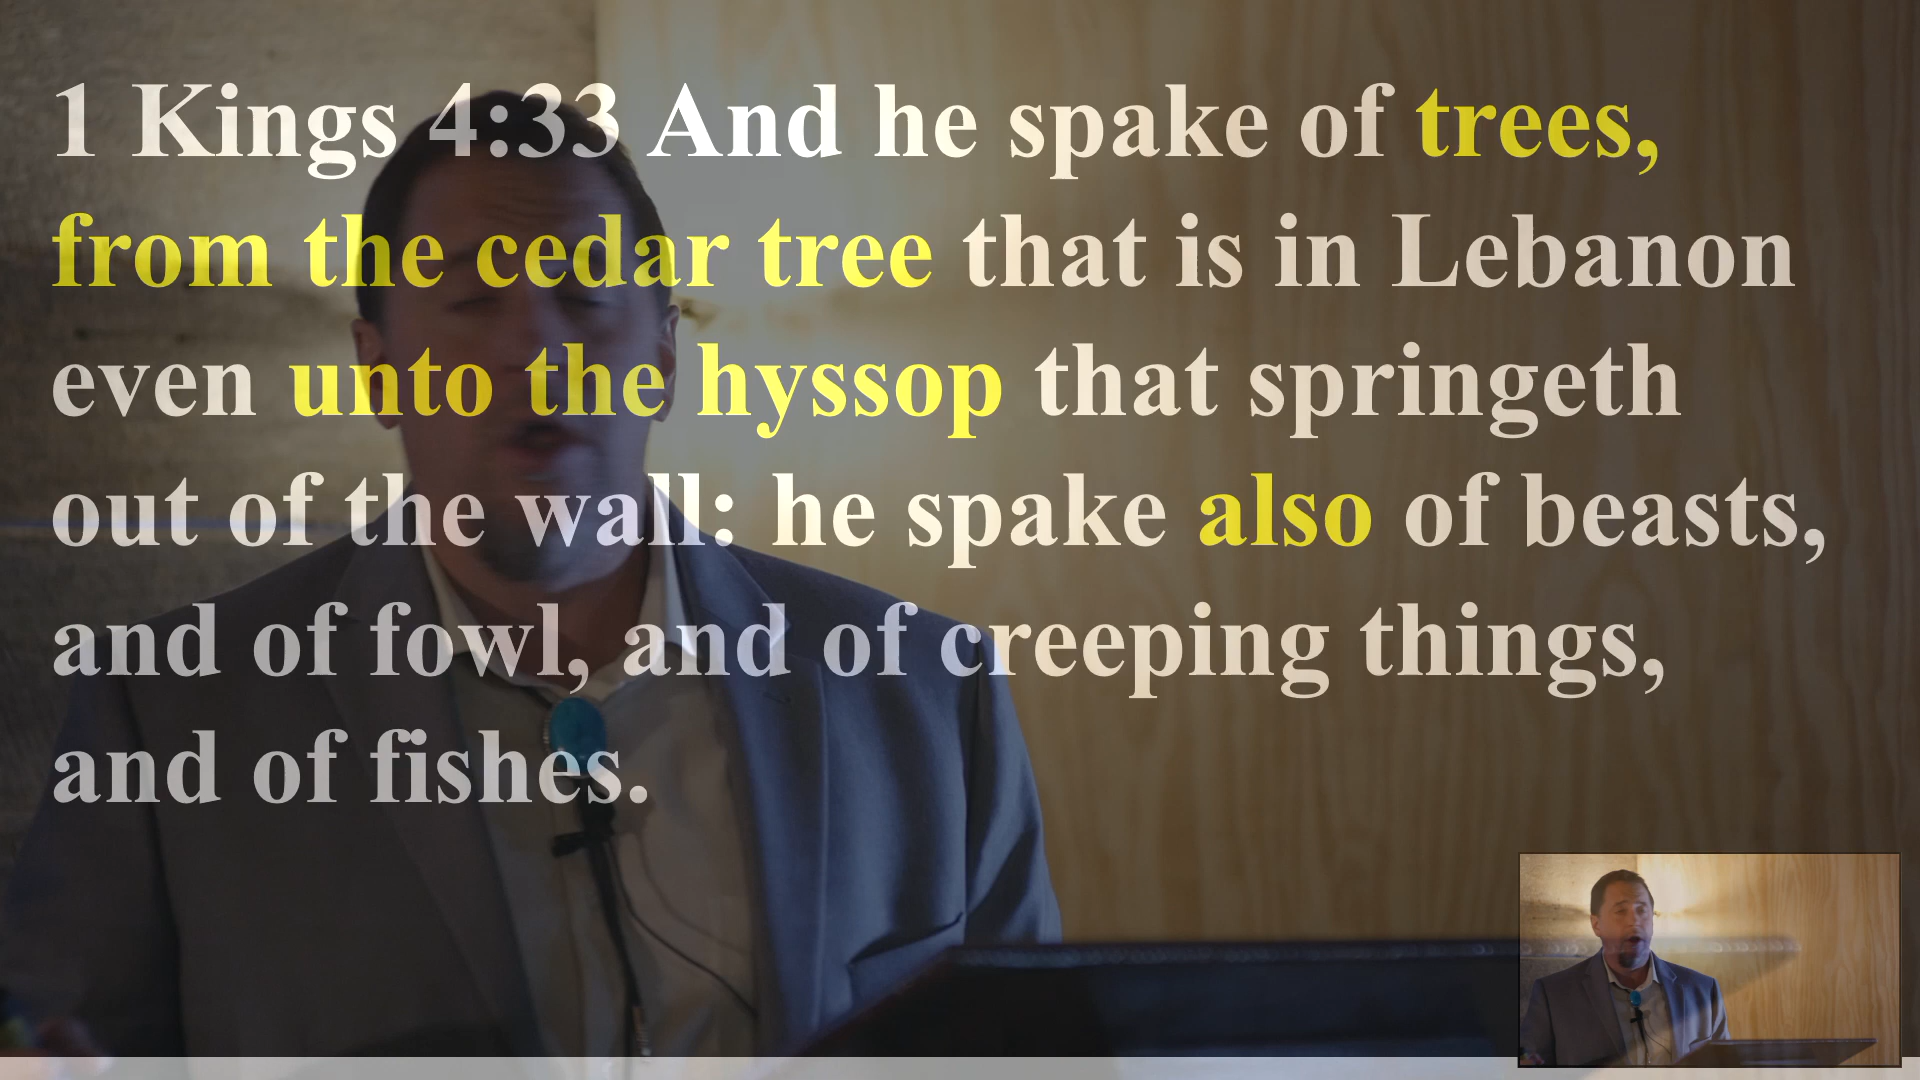 1 Kings 4:33 And he spake of trees,
from the cedar tree that is in Lebanon
even unto the hyssop that springeth
out of the wall: he spake also of beasts,
and of fowl, and of creeping things,
and of fishes.